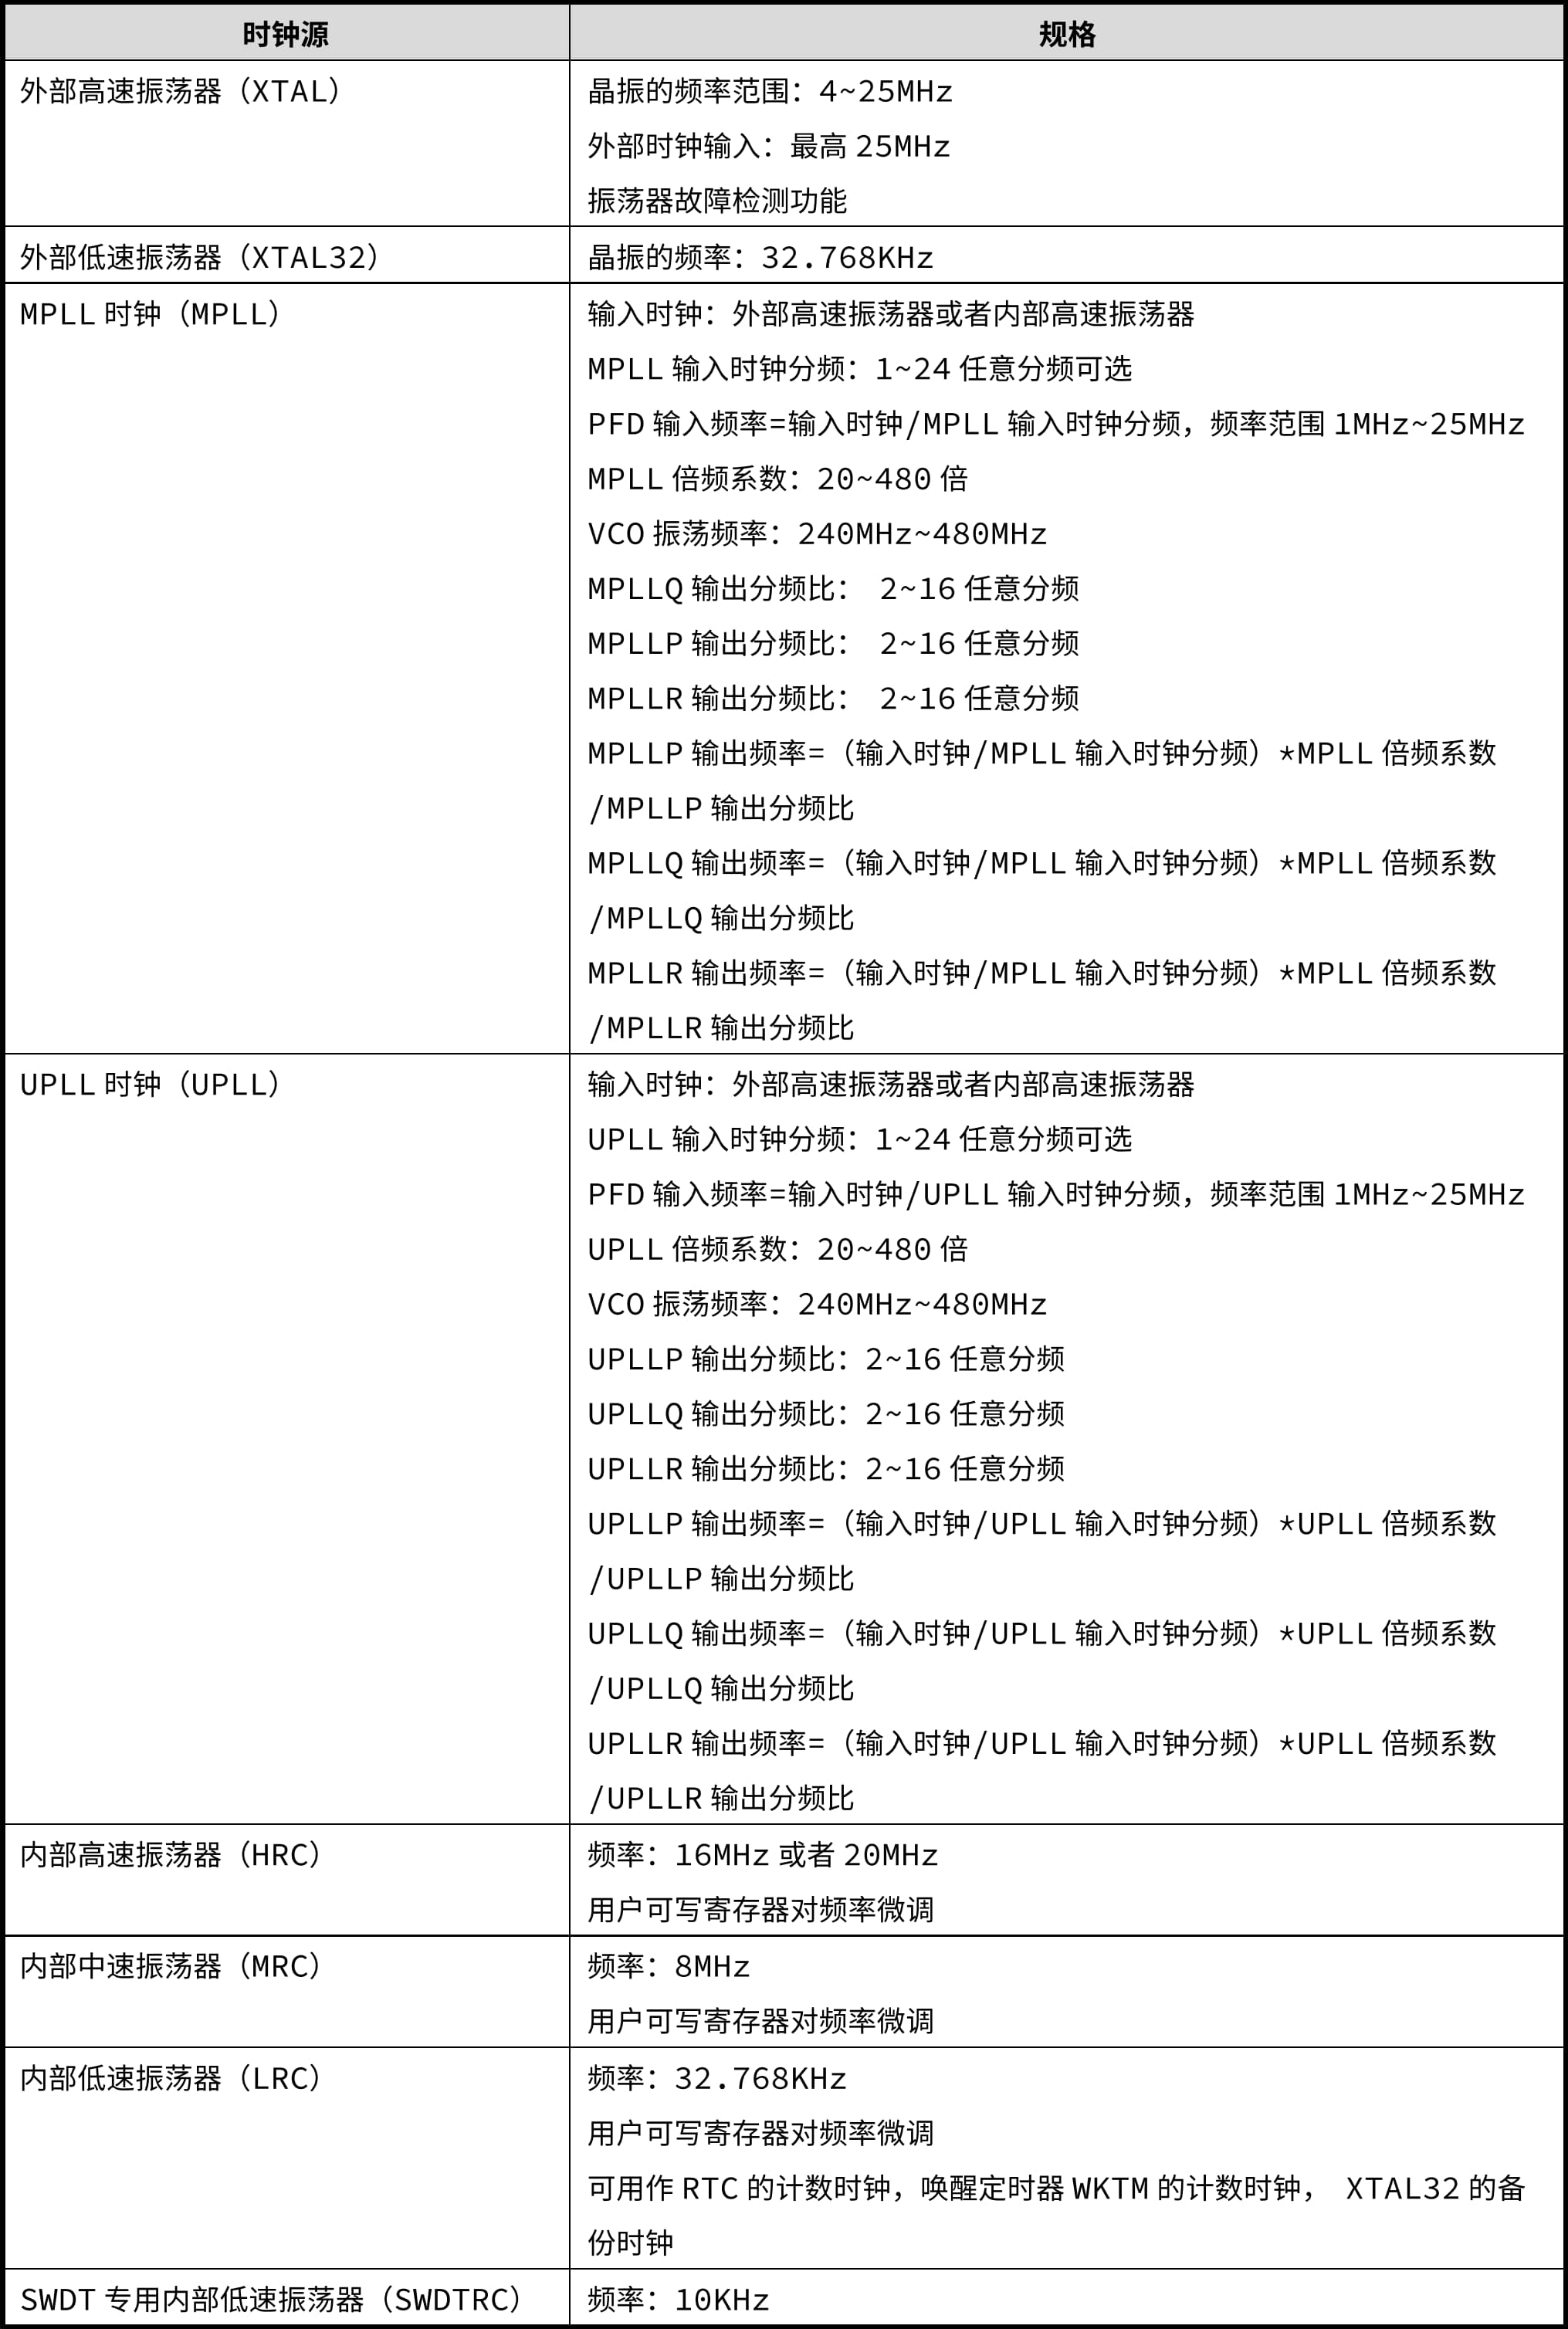 时钟源 规格
外部高速振荡器（XTAL） 晶振的频率范围：4~25MHz
外部时钟输入：最高 25MHz
振荡器故障检测功能
外部低速振荡器（XTAL32） 晶振的频率：32.768KHz
MPLL 时钟（MPLL） 输入时钟：外部高速振荡器或者内部高速振荡器
MPLL 输入时钟分频：1~24 任意分频可选
PFD 输入频率=输入时钟/MPLL 输入时钟分频，频率范围 1MHz~25MHz
MPLL 倍频系数：20~480 倍
VCO 振荡频率：240MHz~480MHz
MPLLQ 输出分频比： 2~16 任意分频
MPLLP 输出分频比： 2~16 任意分频
MPLLR 输出分频比： 2~16 任意分频
MPLLP 输出频率=（输入时钟/MPLL 输入时钟分频）*MPLL 倍频系数
/MPLLP 输出分频比
MPLLQ 输出频率=（输入时钟/MPLL 输入时钟分频）*MPLL 倍频系数
/MPLLQ 输出分频比
MPLLR 输出频率=（输入时钟/MPLL 输入时钟分频）*MPLL 倍频系数
/MPLLR 输出分频比
UPLL 时钟（UPLL） 输入时钟：外部高速振荡器或者内部高速振荡器
UPLL 输入时钟分频：1~24 任意分频可选
PFD 输入频率=输入时钟/UPLL 输入时钟分频，频率范围 1MHz~25MHz
UPLL 倍频系数：20~480 倍
VCO 振荡频率：240MHz~480MHz
UPLLP 输出分频比：2~16 任意分频
UPLLQ 输出分频比：2~16 任意分频
UPLLR 输出分频比：2~16 任意分频
UPLLP 输出频率=（输入时钟/UPLL 输入时钟分频）*UPLL 倍频系数
/UPLLP 输出分频比
UPLLQ 输出频率=（输入时钟/UPLL 输入时钟分频）*UPLL 倍频系数
/UPLLQ 输出分频比
UPLLR 输出频率=（输入时钟/UPLL 输入时钟分频）*UPLL 倍频系数
/UPLLR 输出分频比
内部高速振荡器（HRC） 频率：16MHz 或者 20MHz
用户可写寄存器对频率微调
内部中速振荡器（MRC） 频率：8MHz
用户可写寄存器对频率微调
内部低速振荡器（LRC） 频率：32.768KHz
用户可写寄存器对频率微调
可用作 RTC 的计数时钟，唤醒定时器 WKTM 的计数时钟， XTAL32 的备
份时钟
SWDT 专用内部低速振荡器（SWDTRC） 频率：10KHz